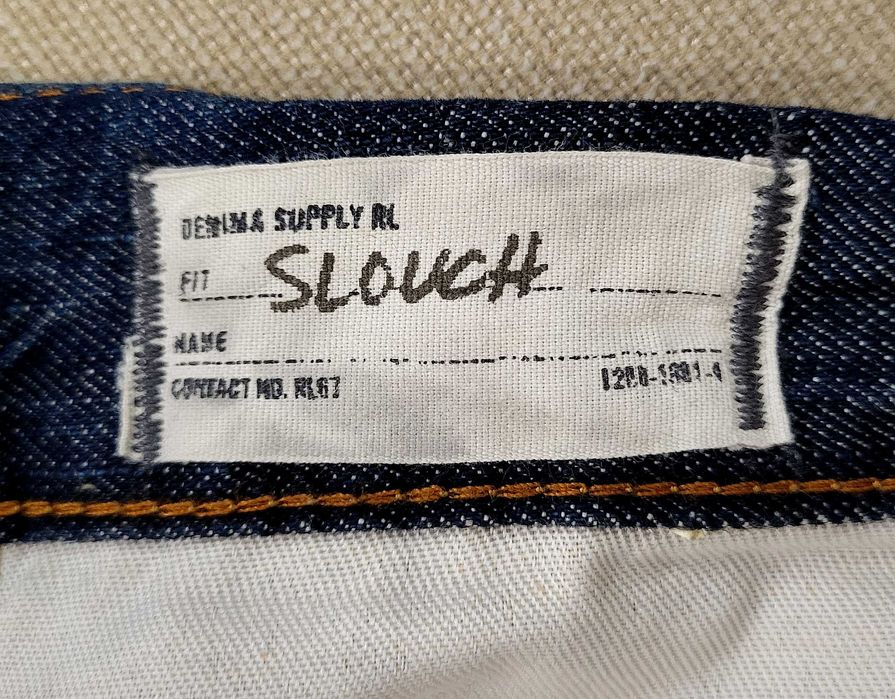 DENIM & SUPPLY RL
FIT SLOUCH
NAME
CONTACT NO. RL67